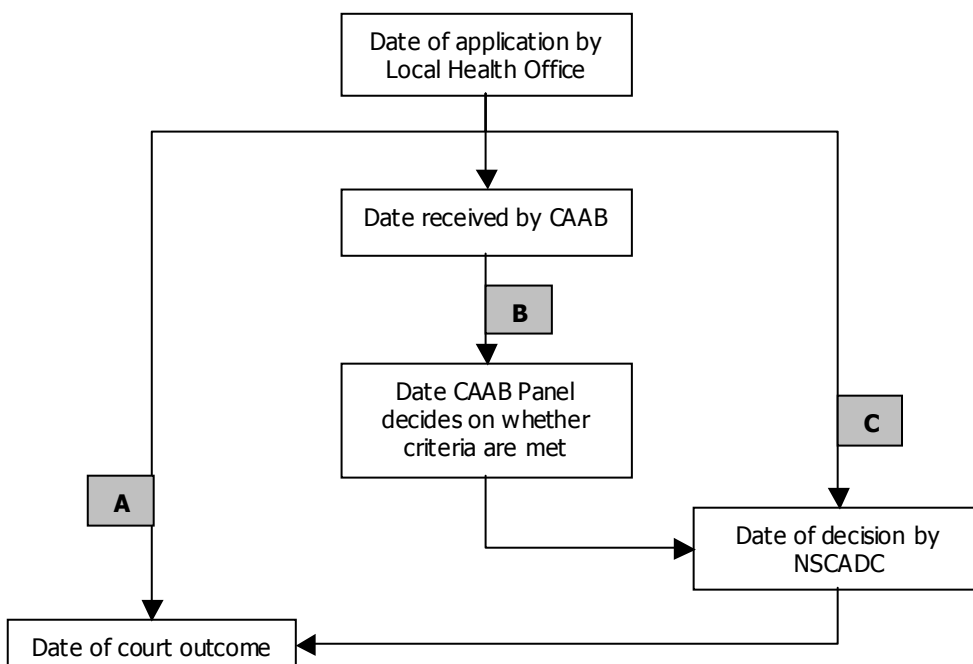 Date of application by
Local Health Office
Date received by CAAB
B
Date CAAB Panel
decides on whether
criteria are met
C
A
Date of decision by
NSCADC
Date of court outcome